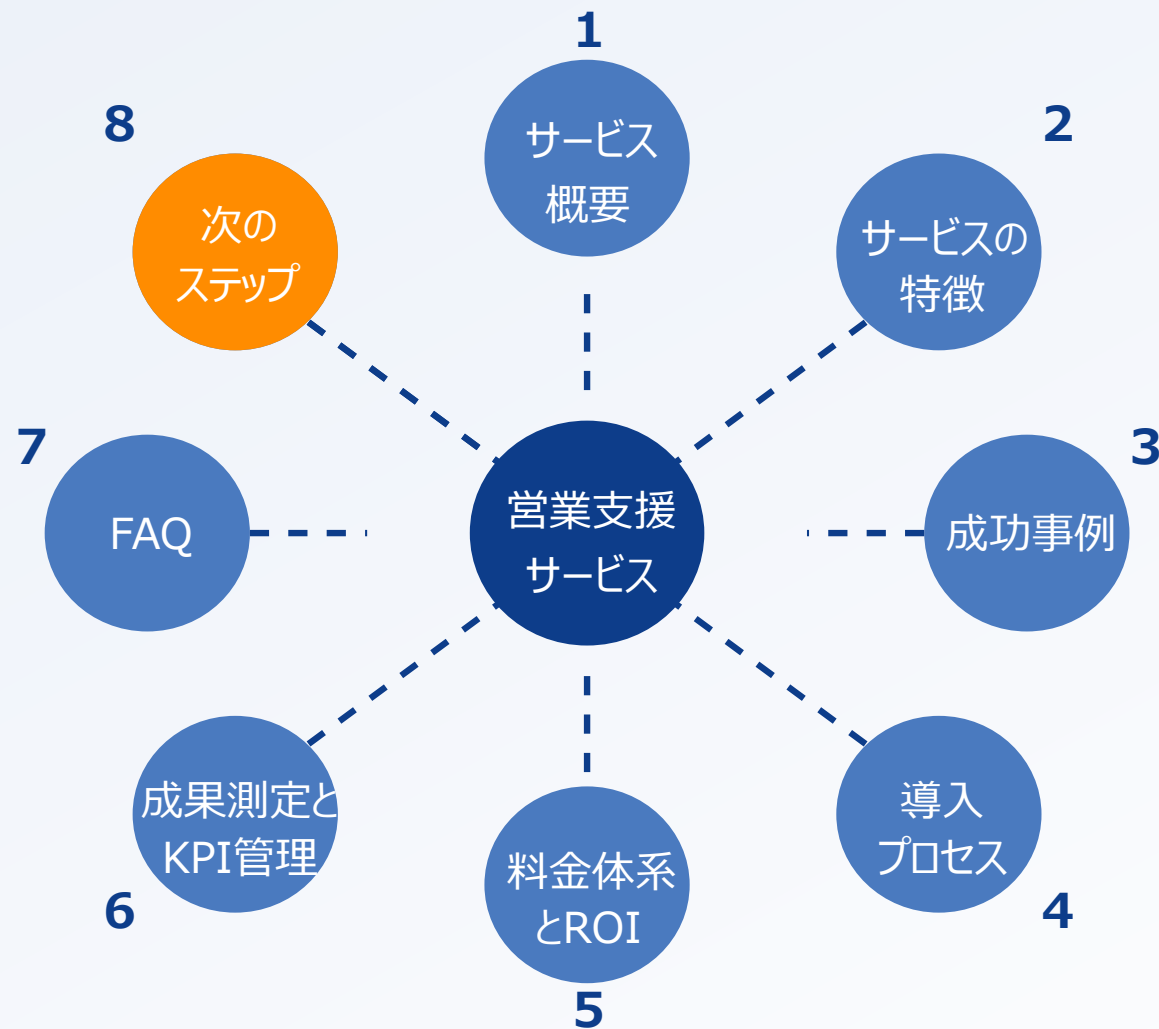 1
サービス
概要
2
サービスの
特徴
3
成功事例
4
導入
プロセス
5
料金体系
とROI
6
成果測定と
KPI管理
7
FAQ
8
次の
ステップ
営業支援
サービス